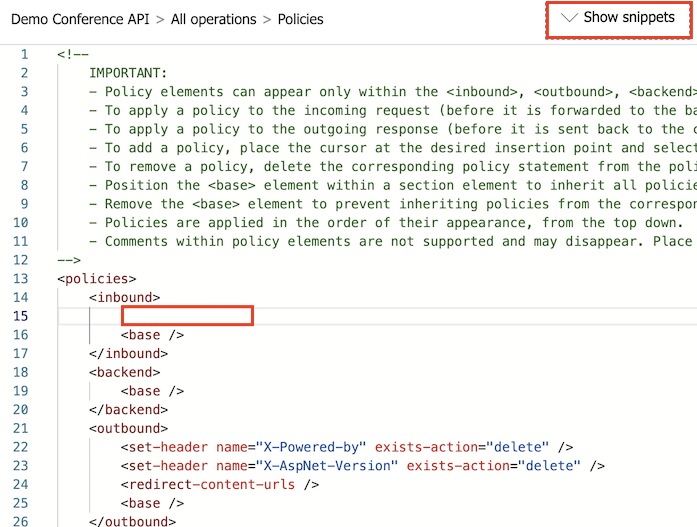 Demo Conference API > All operations > Policies
Show snippets
1 <!--
2 IMPORTANT:
3 - Policy elements can appear only within the <inbound>, <outbound>, <backend>
4 - To apply a policy to the incoming request (before it is forwarded to the ba
5 - To apply a policy to the outgoing response (before it is sent back to the c
6 - To add a policy, place the cursor at the desired insertion point and select
7 - To remove a policy, delete the corresponding policy statement from the poli
8 - Position the <base> element within a section element to inherit all policie
9 - Remove the <base> element to prevent inheriting policies from the correspon
10 - Policies are applied in the order of their appearance, from the top down.
11 - Comments within policy elements are not supported and may disappear. Place
12 -->
13 <policies>
14 <inbound>
15
16 <base />
17 </inbound>
18 <backend>
19 <base />
20 </backend>
21 <outbound>
22 <set-header name="X-Powered-by" exists-action="delete" />
23 <set-header name="X-AspNet-Version" exists-action="delete" />
24 <redirect-content-urls />
25 <base />
26 </outbound>